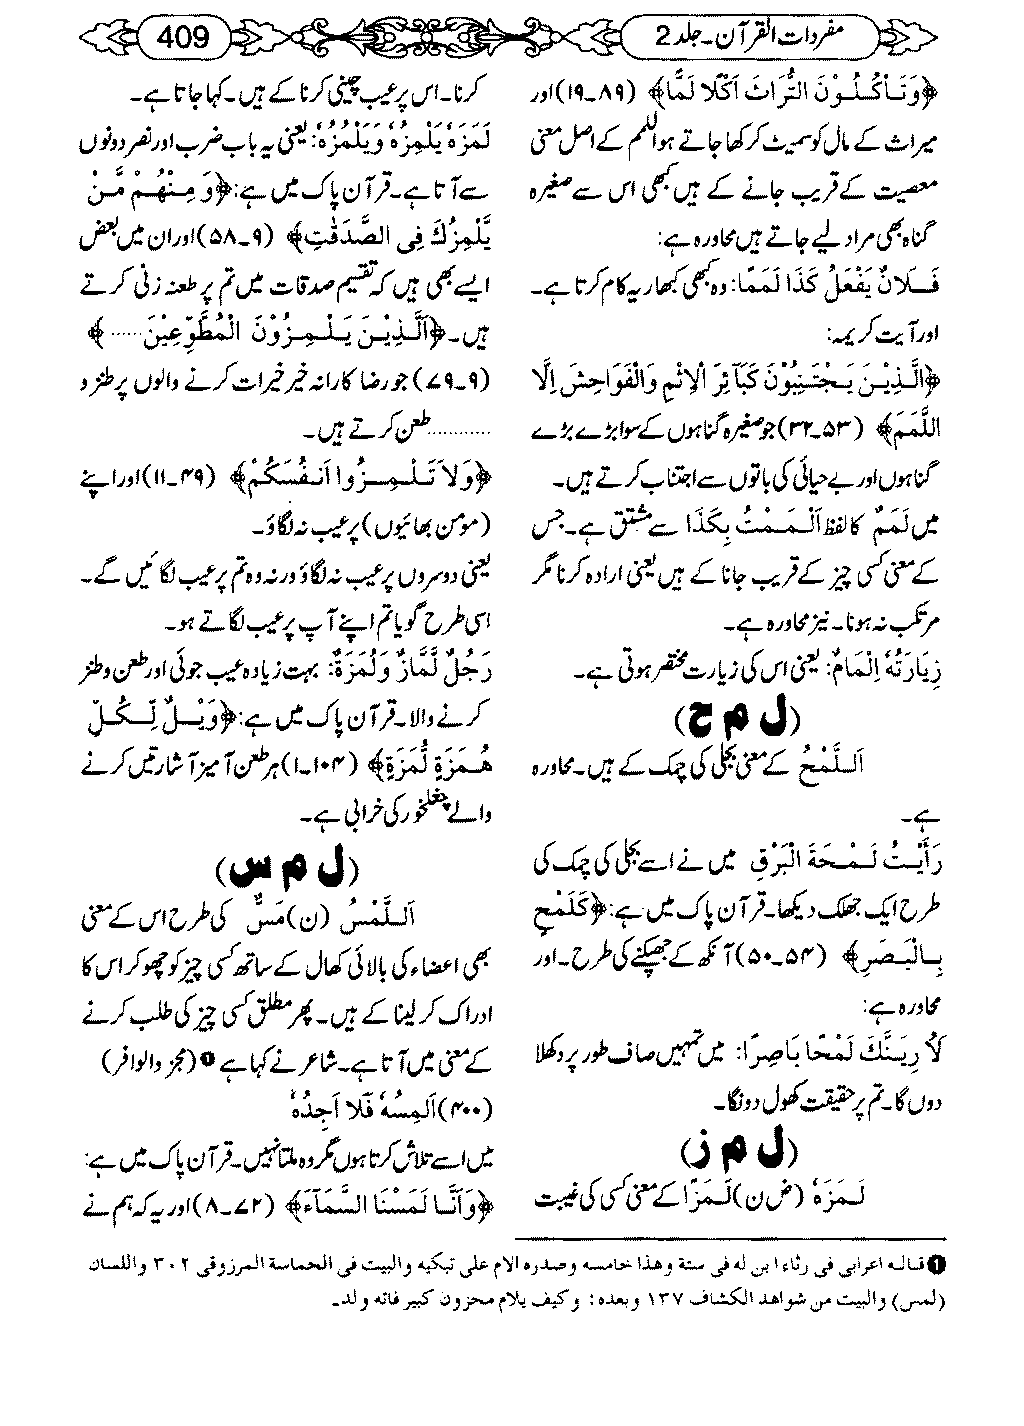 مفردات القرآن۔جلد 2
409
﴿وَتَأْكُلُوْنَ التُّرَاثَ اَكْلًا لَّمًّا﴾ (۸۹۔۱۹) اور
میراث کے مال کو سمیٹ کر کھا جاتے ہو اللمم کے اصل معنی
معصیت کے قریب جانے کے ہیں کبھی اس سے صغیرہ
گناہ بھی مراد لیے جاتے ہیں محاورہ ہے:
فَلَانٌ يَفْعَلُ كَذَا لَمَمًا: وہ کبھی کبھار یہ کام کرتا ہے۔
اور آیت کریمہ:
﴿الَّذِيْنَ يَجْتَنِبُوْنَ كَبَآئِرَ الْاِثْمِ وَالْفَوَاحِشَ اِلَّا
اللَّمَمَ﴾ (۵۳۔۳۲) جو صغیرہ گناہوں کے سوا بڑے بڑے
گناہوں اور بے حیائی کی باتوں سے اجتناب کرتے ہیں۔
میں لَمَمٌ کا لفظ اَلْمَمْتُ بِكَذَا سے مشتق ہے۔ جس
کے معنی کسی چیز کے قریب جانا کے ہیں یعنی ارادہ کرنا مگر
مرتکب نہ ہونا۔ نیز محاورہ ہے۔
زِيَارَتُهٗ اِلْمَامٌ: یعنی اس کی زیارت مختصر ہوتی ہے۔
(ل م ح)
اَللَّمْحُ کے معنی بجلی کی چمک کے ہیں۔ محاورہ
ہے۔
رَأَيْتُ لَمْحَةَ الْبَرْقِ میں نے اسے بجلی کی چمک کی
طرح ایک جھلک دیکھا۔ قرآن پاک میں ہے: ﴿كَلَمْحٍ
بِالْبَصَرِ﴾ (۵۴۔۵۰) آنکھ کے جھپکنے کی طرح۔ اور
محاورہ ہے:
لَاُرِيَنَّكَ لَمْحًا بَاصِرًا: میں تمہیں صاف طور پر دکھلا
دوں گا۔ تم پر حقیقت کھول دونگا۔
(ل م ز)
لَمَزَهٗ (ض ن) لَمْزًا کے معنی کسی کی غیبت
کرنا۔ اس پر عیب چینی کرنا کے ہیں۔ کہا جاتا ہے۔
لَمَزَهٗ يَلْمِزُهٗ وَيَلْمُزُهٗ: یعنی یہ باب ضرب اور نصر دونوں
سے آتا ہے۔ قرآن پاک میں ہے: ﴿وَمِنْهُمْ مَّنْ
يَّلْمِزُكَ فِى الصَّدَقٰتِ﴾ (۹۔۵۸) اور ان میں بعض
ایسے بھی ہیں کہ تقسیم صدقات میں تم پر طعنہ زنی کرتے
ہیں۔ ﴿اَلَّذِيْنَ يَلْمِزُوْنَ الْمُطَّوِّعِيْنَ......﴾
(۹۔۷۹) جو رضا کارانہ خیر خیرات کرنے والوں پر طنز و
............طعن کرتے ہیں۔
﴿وَلَا تَلْمِزُوْا اَنْفُسَكُمْ﴾ (۴۹۔۱۱) اور اپنے
(مؤمن بھائیوں) پر عیب نہ لگاؤ۔
یعنی دوسروں پر عیب نہ لگاؤ ورنہ وہ تم پر عیب لگائیں گے۔
اسی طرح گویا تم اپنے آپ پر عیب لگاتے ہو۔
رَجُلٌ لَّمَّازٌ وَلُمَزَةٌ: بہت زیادہ عیب جوئی اور طعن و طنز
کرنے والا۔ قرآن پاک میں ہے: ﴿وَيْلٌ لِّكُلِّ
هُمَزَةٍ لُّمَزَةٍ﴾ (۱۰۴۔۱) ہر طعن آمیز اشارتیں کرنے
والے چغلخور کی خرابی ہے۔
(ل م س)
اَللَّمْسُ (ن) مَسٌّ کی طرح اس کے معنی
بھی اعضاء کی بالائی کھال کے ساتھ کسی چیز کو چھو کر اس کا
ادراک کر لینا کے ہیں۔ پھر مطلق کسی چیز کی طلب کرنے
کے معنی میں آتا ہے۔ شاعر نے کہا ہے ❶ (مجزوالوافر)
(۴۰۰) اَلْمِسُهٗ فَلَا اَجِدُهٗ
میں اسے تلاش کرتا ہوں مگر وہ ملتا نہیں۔ قرآن پاک میں ہے:
﴿وَاَنَّا لَمَسْنَا السَّمَآءَ﴾ (۷۲۔۸) اور یہ کہ ہم نے
❶ قاله اعرابى فى رثاء ابن له فى ستة وهذا خامسه وصدره الام على تبكيه والبيت فى الحماسة المرزوقى ۳۰۲ واللسان
(لمس) والبيت من شواهد الكشاف ۱۳۷ وبعده: وكيف يلام محزون كبير فاته ولد۔